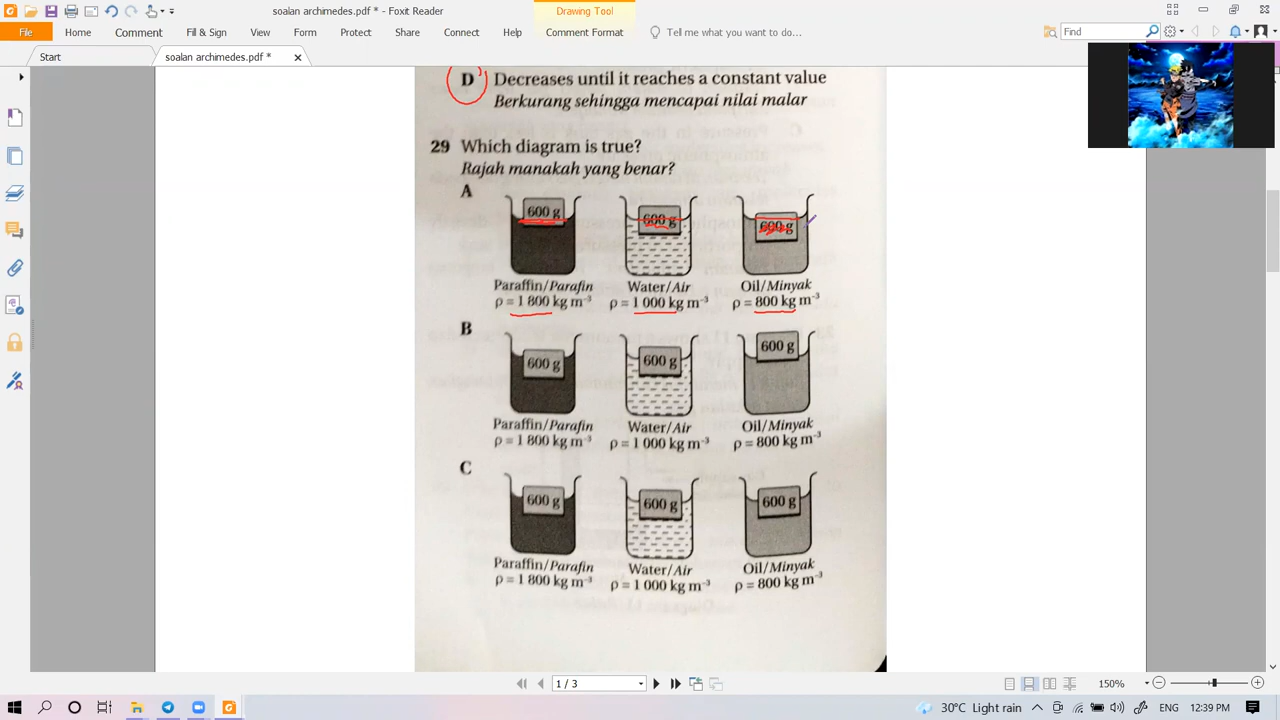 soalan archimedes.pdf * - Foxit Reader
Drawing Tool
File
Home
Comment
Fill & Sign
View
Form
Protect
Share
Connect
Help
Comment Format
Tell me what you want to do...
Find
Start
soalan archimedes.pdf *
D Decreases until it reaches a constant value
Berkurang sehingga mencapai nilai malar
29 Which diagram is true?
Rajah manakah yang benar?
A
600 g 600 g 600 g
Paraffin/Parafin Water/Air Oil/Minyak
ρ = 1 800 kg m⁻³ ρ = 1 000 kg m⁻³ ρ = 800 kg m⁻³
B
600 g 600 g 600 g
Paraffin/Parafin Water/Air Oil/Minyak
ρ = 1 800 kg m⁻³ ρ = 1 000 kg m⁻³ ρ = 800 kg m⁻³
C
600 g 600 g 600 g
Paraffin/Parafin Water/Air Oil/Minyak
ρ = 1 800 kg m⁻³ ρ = 1 000 kg m⁻³ ρ = 800 kg m⁻³
1 / 3
150%
30°C Light rain
ENG
12:39 PM